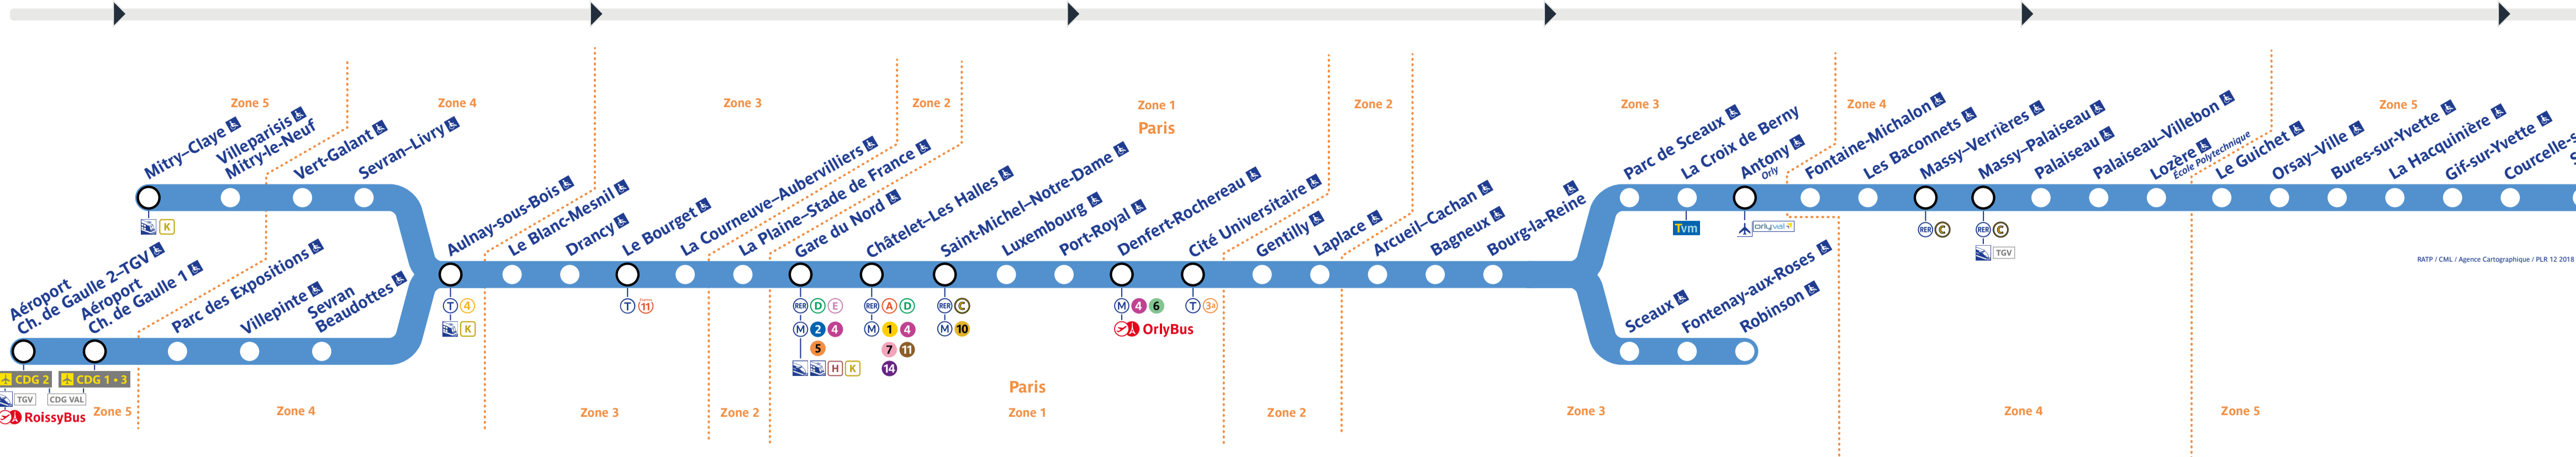 Zone 5
Zone 4
Zone 3
Zone 2
Zone 1
Paris
Zone 2
Zone 3
Zone 4
Zone 5
Mitry–Claye
Villeparisis
Mitry-le-Neuf
Vert-Galant
Sevran–Livry
K
Aéroport
Ch. de Gaulle 2–TGV
Aéroport
Ch. de Gaulle 1
Parc des Expositions
Villepinte
Sevran
Beaudottes
CDG 2
TGV
RoissyBus
CDG 1 • 3
CDG VAL
Aulnay-sous-Bois
T 4
K
Le Blanc-Mesnil
Drancy
Le Bourget
T 11
La Courneuve–Aubervilliers
La Plaine–Stade de France
Gare du Nord
RER D E
M 2 4
5
H K
Châtelet–Les Halles
RER A D
M 1 4
7 11
14
Saint-Michel–Notre-Dame
RER C
M 10
Luxembourg
Port-Royal
Denfert-Rochereau
M 4 6
OrlyBus
Cité Universitaire
T 3a
Gentilly
Laplace
Arcueil–Cachan
Bagneux
Bourg-la-Reine
Parc de Sceaux
La Croix de Berny
Tvm
Antony
Orly
orlyval
Fontaine-Michalon
Les Baconnets
Massy–Verrières
RER C
Massy–Palaiseau
RER C
TGV
Palaiseau
Palaiseau–Villebon
Lozère
École Polytechnique
Le Guichet
Orsay–Ville
Bures-sur-Yvette
La Hacquinière
Gif-sur-Yvette
Courcelle-s
Sceaux
Fontenay-aux-Roses
Robinson
RATP / CML / Agence Cartographique / PLR 12 2018
Zone 5
Zone 4
Zone 3
Zone 2
Paris
Zone 1
Zone 2
Zone 3
Zone 4
Zone 5